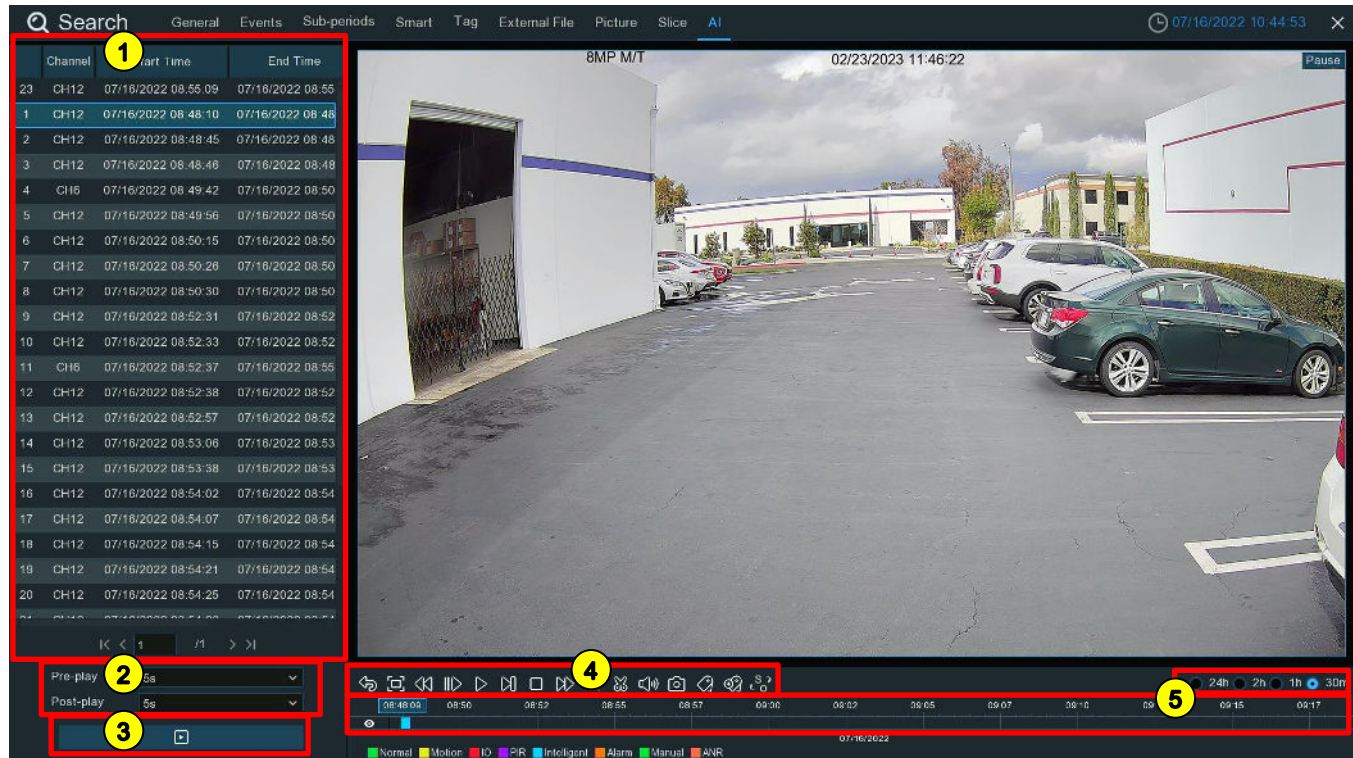 Search General Events Sub-periods Smart Tag External File Picture Slice AI 07/16/2022 10:44:53
Channel 1 art Time End Time
8MP M/T 02/23/2023 11:46:22 Pause
23 CH12 07/16/2022 08:55:09 07/16/2022 08:55
1 CH12 07/16/2022 08:48:10 07/16/2022 08:48
2 CH12 07/16/2022 08:48:45 07/16/2022 08:48
3 CH12 07/16/2022 08:48:46 07/16/2022 08:48
4 CH6 07/16/2022 08:49:42 07/16/2022 08:50
5 CH12 07/16/2022 08:49:56 07/16/2022 08:50
6 CH12 07/16/2022 08:50:15 07/16/2022 08:50
7 CH12 07/16/2022 08:50:26 07/16/2022 08:50
8 CH12 07/16/2022 08:50:30 07/16/2022 08:50
9 CH12 07/16/2022 08:52:31 07/16/2022 08:52
10 CH12 07/16/2022 08:52:33 07/16/2022 08:52
11 CH6 07/16/2022 08:52:37 07/16/2022 08:55
12 CH12 07/16/2022 08:52:38 07/16/2022 08:52
13 CH12 07/16/2022 08:52:57 07/16/2022 08:52
14 CH12 07/16/2022 08:53:06 07/16/2022 08:53
15 CH12 07/16/2022 08:53:38 07/16/2022 08:53
16 CH12 07/16/2022 08:54:02 07/16/2022 08:54
17 CH12 07/16/2022 08:54:07 07/16/2022 08:54
18 CH12 07/16/2022 08:54:15 07/16/2022 08:54
19 CH12 07/16/2022 08:54:21 07/16/2022 08:54
20 CH12 07/16/2022 08:54:25 07/16/2022 08:54
1 /1
Pre-play 2 5s
Post-play 5s
3
4
24h 2h 1h 30m
5
08:48:09 08:50 08:52 08:55 08:57 09:00 09:02 09:05 09:07 09:10 09: 09:15 09:17
07/16/2022
Normal Motion IO PIR Intelligent Alarm Manual ANR